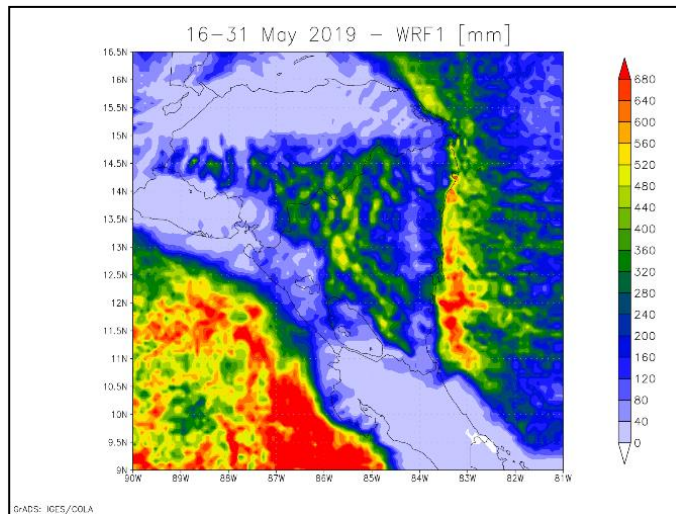 16-31 May 2019 - WRF1 [mm]
16.5N
16N
15.5N
15N
14.5N
14N
13.5N
13N
12.5N
12N
11.5N
11N
10.5N
10N
9.5N
9N
90W 89W 88W 87W 86W 85W 84W 83W 82W 81W
680
640
600
560
520
480
440
400
360
320
280
240
200
160
120
80
40
0
GrADS: IGES/COLA